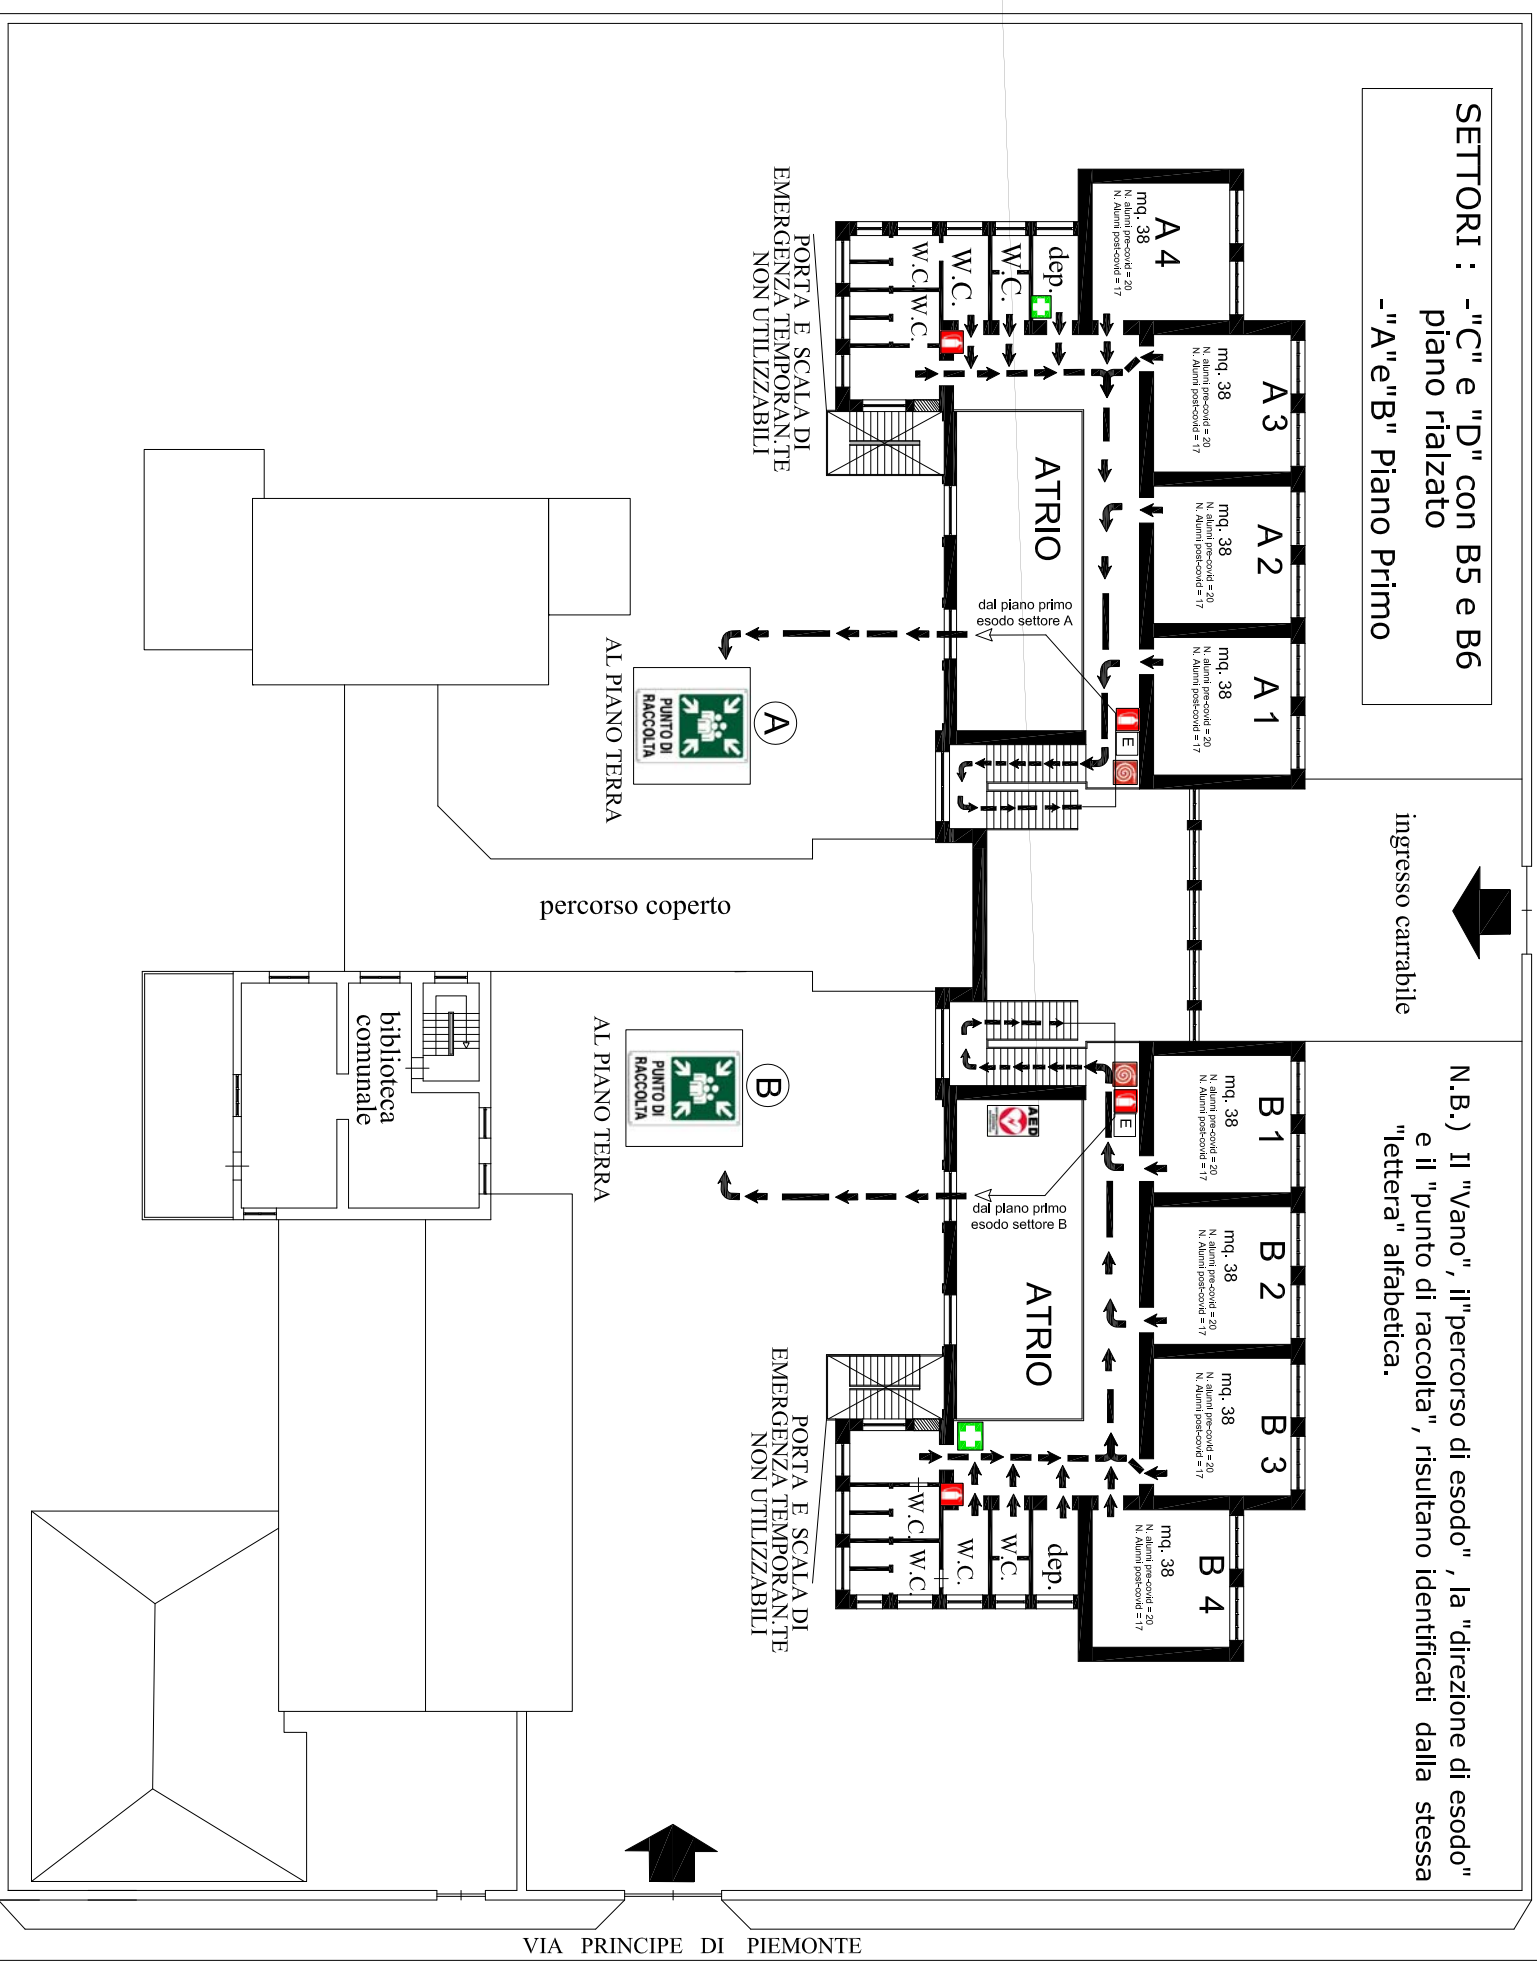 SETTORI : -"C" e "D" con B5 e B6
piano rialzato
-"A"e"B" Piano Primo
N.B.) Il "Vano", il"percorso di esodo", la "direzione di esodo"
e il "punto di raccolta", risultano identificati dalla stessa
"lettera" alfabetica.
ingresso carrabile
A 4
mq. 38
N. alunni pre-covid = 20
N. Alunni post-covid = 17
A 3
mq. 38
N. alunni pre-covid = 20
N. Alunni post-covid = 17
A 2
mq. 38
N. alunni pre-covid = 20
N. Alunni post-covid = 17
A 1
mq. 38
N. alunni pre-covid = 20
N. Alunni post-covid = 17
B 1
mq. 38
N. alunni pre-covid = 20
N. Alunni post-covid = 17
B 2
mq. 38
N. alunni pre-covid = 20
N. Alunni post-covid = 17
B 3
mq. 38
N. alunni pre-covid = 20
N. Alunni post-covid = 17
B 4
mq. 38
N. alunni pre-covid = 20
N. Alunni post-covid = 17
dep.
W.C.
W.C.
W.C.
W.C.
E
ATRIO
dal piano primo
esodo settore A
PORTA E SCALA DI
EMERGENZA TEMPORAN.TE
NON UTILIZZABILI
E
AED
ATRIO
dal piano primo
esodo settore B
dep.
W.C.
W.C.
W.C.
W.C.
PORTA E SCALA DI
EMERGENZA TEMPORAN.TE
NON UTILIZZABILI
A
PUNTO DI
RACCOLTA
AL PIANO TERRA
percorso coperto
B
PUNTO DI
RACCOLTA
AL PIANO TERRA
biblioteca
comunale
VIA PRINCIPE DI PIEMONTE